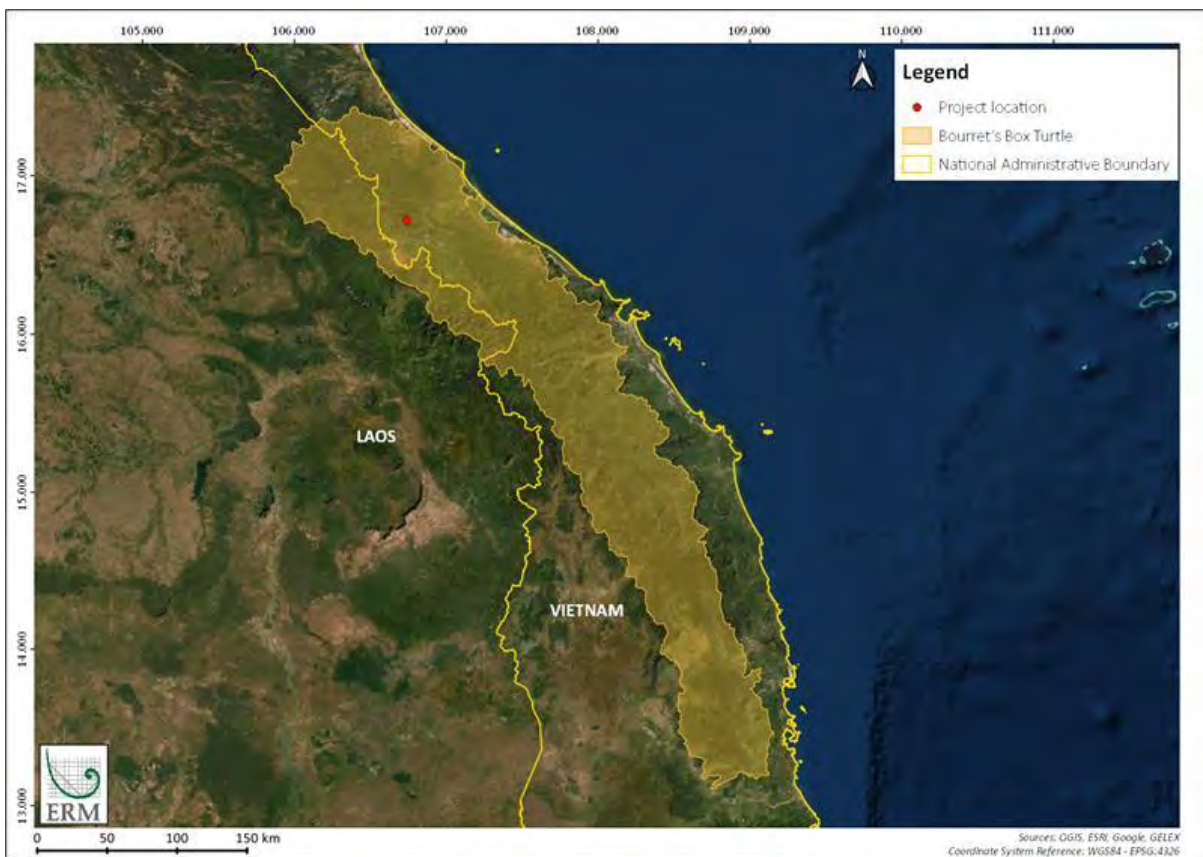 105.000 106.000 107.000 108.000 109.000 110.000 111.000
N
Legend
Project location
Bourret's Box Turtle
National Administrative Boundary
17.000
16.000
15.000
14.000
13.000
LAOS
VIETNAM
ERM
0 50 100 150 km
Sources: QGIS, ESRI, Google, GELEX
Coordinate System Reference: WGS84 - EPSG:4326